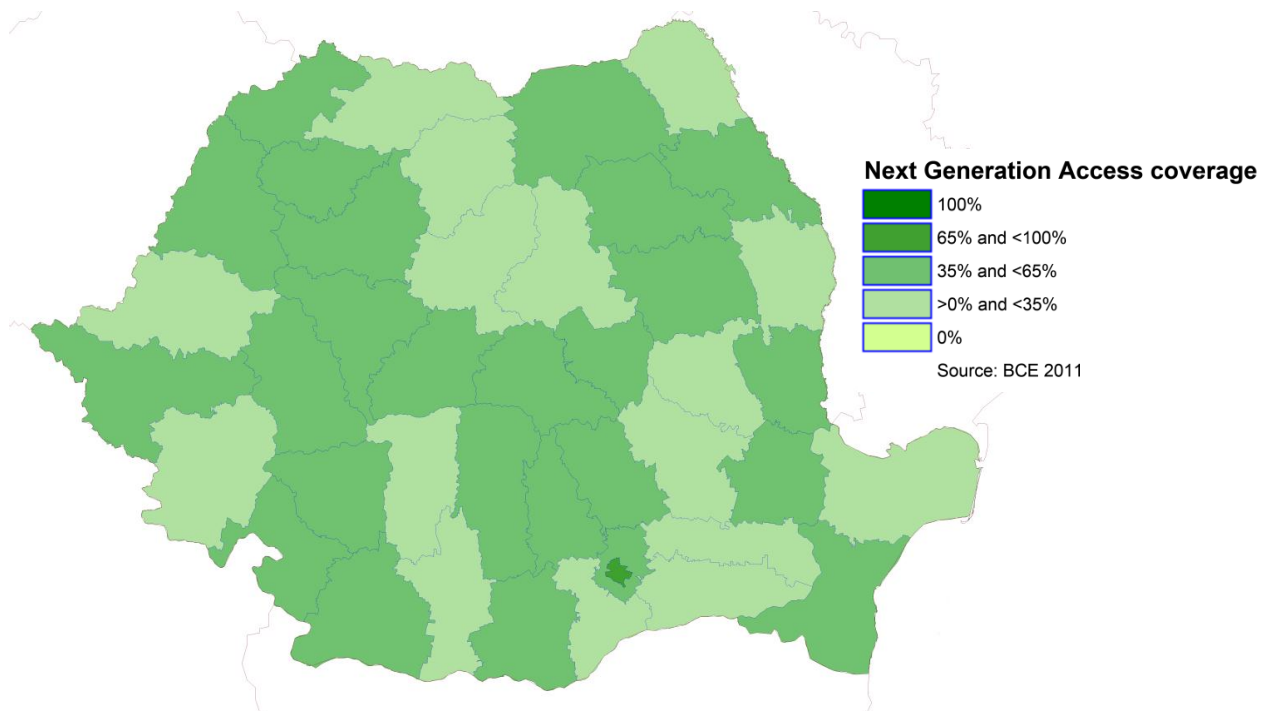 Next Generation Access coverage
100%
65% and <100%
35% and <65%
>0% and <35%
0%
Source: BCE 2011